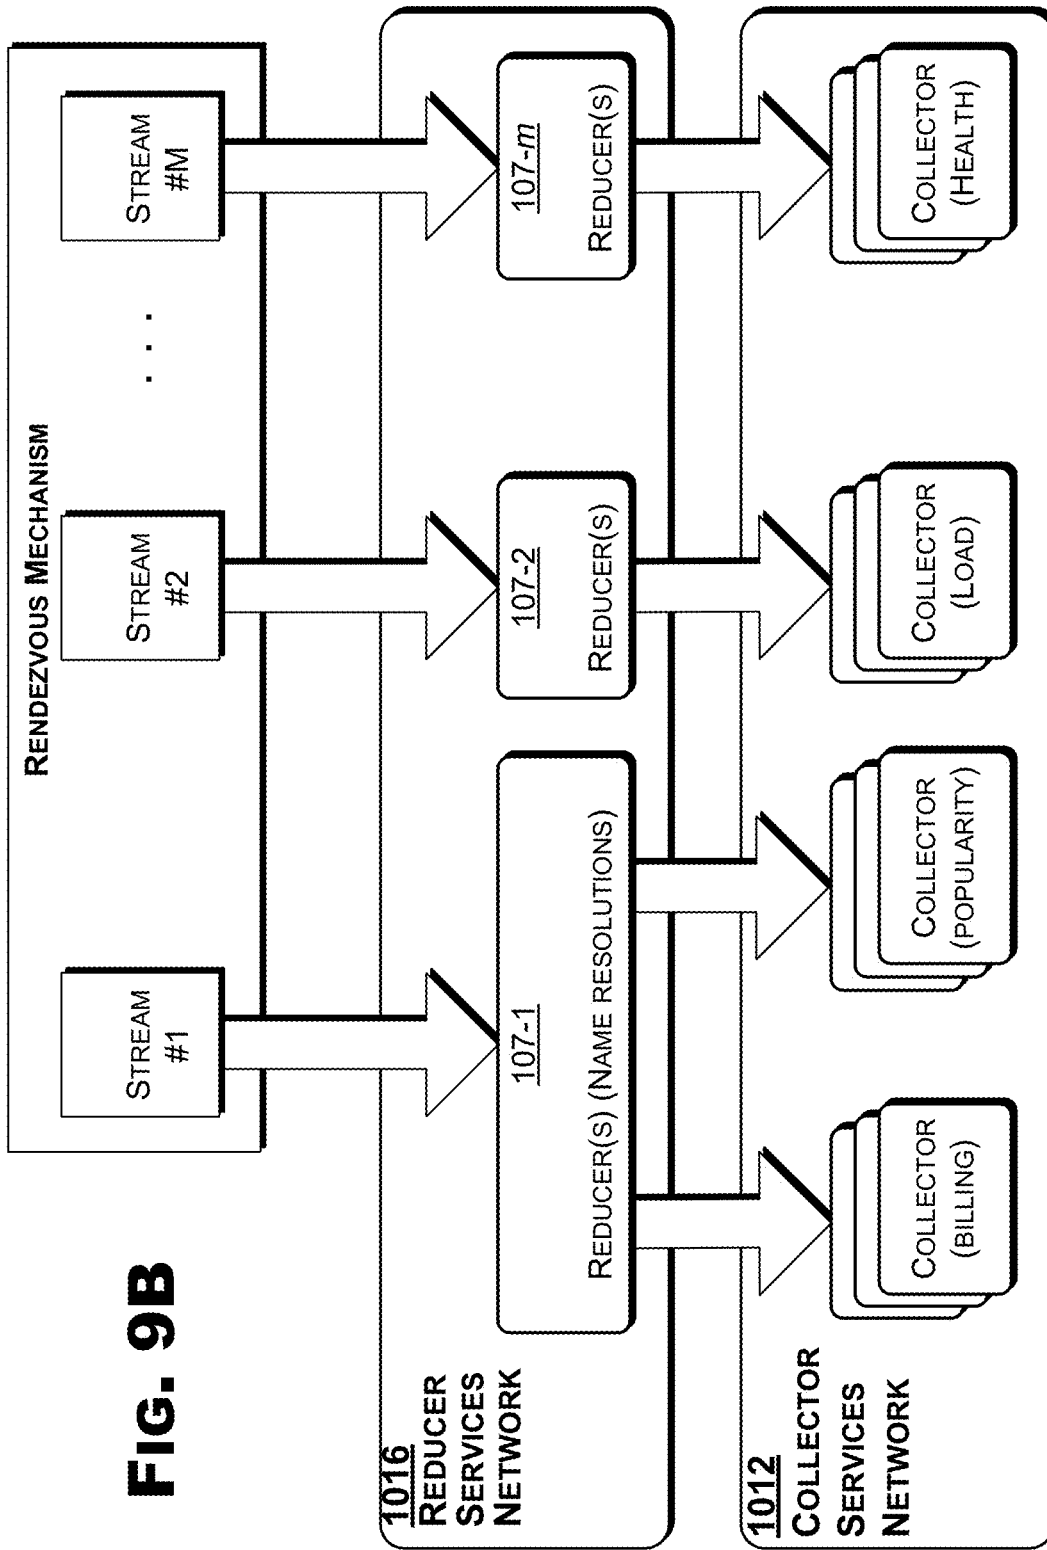 FIG. 9B
RENDEZVOUS MECHANISM
STREAM
#1
STREAM
#2
. . .
STREAM
#M
1016
REDUCER
SERVICES
NETWORK
107-1
REDUCER(S) (NAME RESOLUTIONS)
107-2
REDUCER(S)
107-m
REDUCER(S)
1012
COLLECTOR
SERVICES
NETWORK
COLLECTOR
(BILLING)
COLLECTOR
(POPULARITY)
COLLECTOR
(LOAD)
COLLECTOR
(HEALTH)